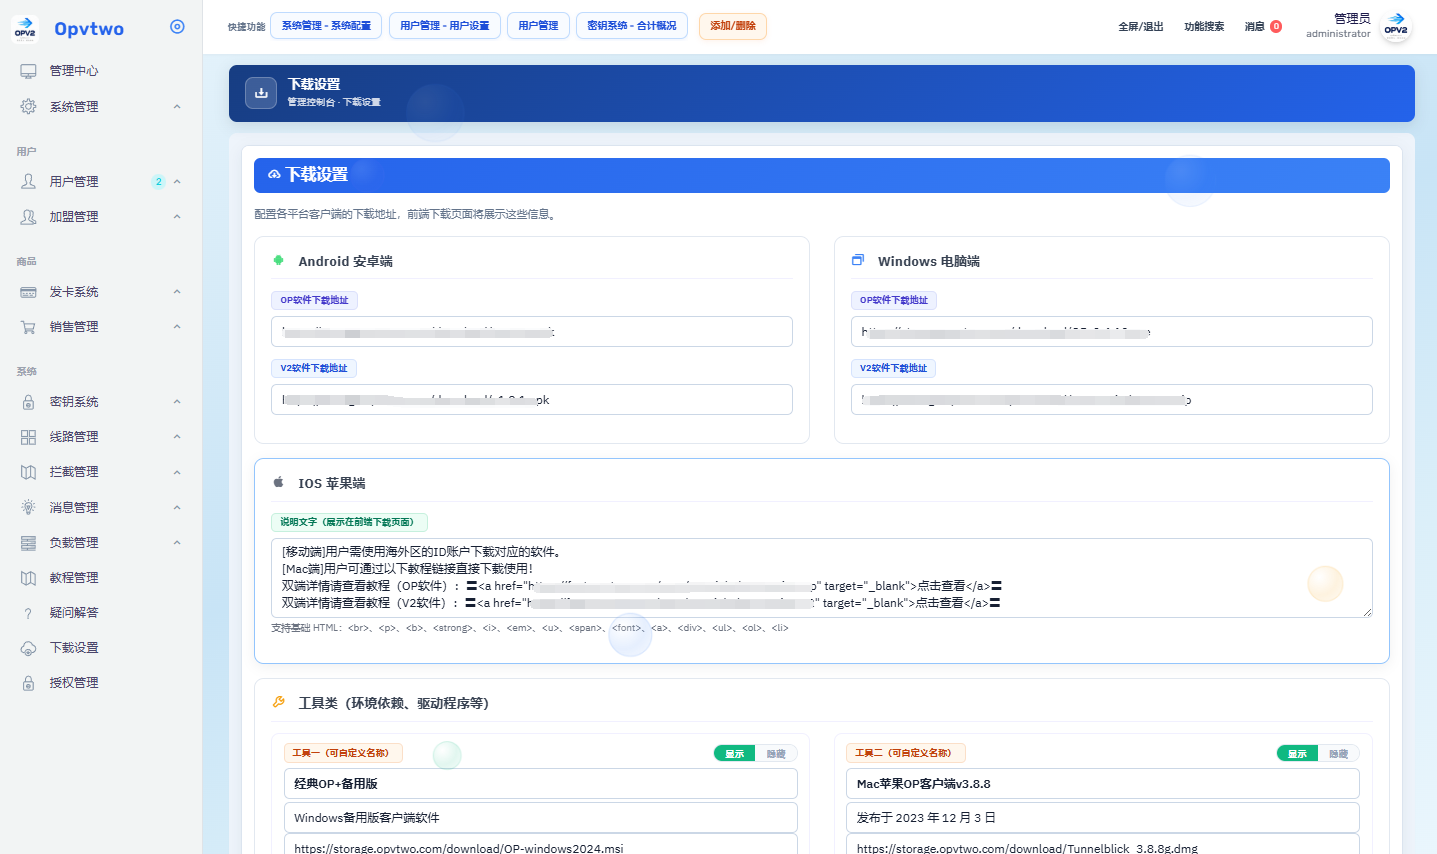 OPV2
Opvtwo
管理中心
系统管理
用户
用户管理
2
加盟管理
商品
发卡系统
销售管理
系统
密钥系统
线路管理
拦截管理
消息管理
负载管理
教程管理
疑问解答
下载设置
授权管理
快捷功能
系统管理 - 系统配置
用户管理 - 用户设置
用户管理
密钥系统 - 合计概况
添加/删除
全屏/退出
功能搜索
消息
0
管理员
administrator
OPV2
下载设置
管理控制台 · 下载设置
下载设置
配置各平台客户端的下载地址，前端下载页面将展示这些信息。
Android 安卓端
OP软件下载地址
V2软件下载地址
pk
Windows 电脑端
OP软件下载地址
V2软件下载地址
IOS 苹果端
说明文字（展示在前端下载页面）
[移动端]用户需使用海外区的ID账户下载对应的软件。
[Mac端]用户可通过以下教程链接直接下载使用！
双端详情请查看教程（OP软件）：〓<a href="h p" target="_blank">点击查看</a>〓
双端详情请查看教程（V2软件）：〓<a href="h " target="_blank">点击查看</a>〓
支持基础 HTML：<br>、<p>、<b>、<strong>、<i>、<em>、<u>、<span>、<font>、<a>、<div>、<ul>、<ol>、<li>
工具类（环境依赖、驱动程序等）
工具一（可自定义名称）
显示
隐藏
经典OP+备用版
Windows备用版客户端软件
https://storage.opvtwo.com/download/OP-windows2024.msi
工具二（可自定义名称）
显示
隐藏
Mac苹果OP客户端v3.8.8
发布于 2023 年 12 月 3 日
https://storage.opvtwo.com/download/Tunnelblick_3.8.8g.dmg